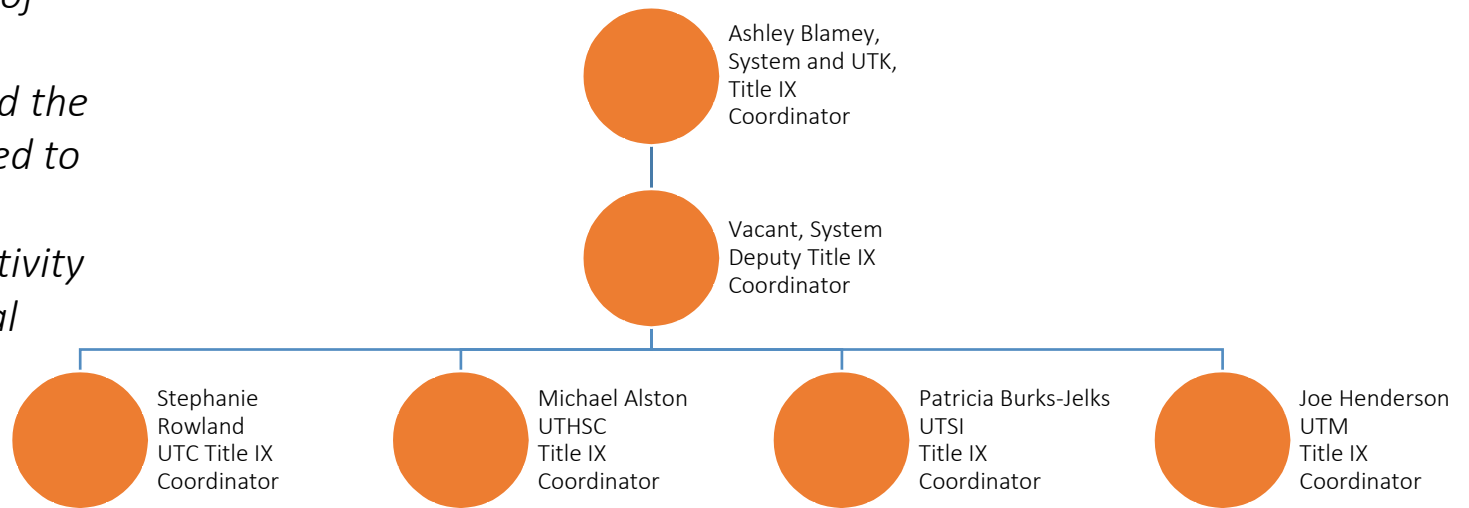 of
d the
ed to
tivity
al
Ashley Blamey,
System and UTK,
Title IX
Coordinator
Vacant, System
Deputy Title IX
Coordinator
Stephanie
Rowland
UTC Title IX
Coordinator
Michael Alston
UTHSC
Title IX
Coordinator
Patricia Burks-Jelks
UTSI
Title IX
Coordinator
Joe Henderson
UTM
Title IX
Coordinator